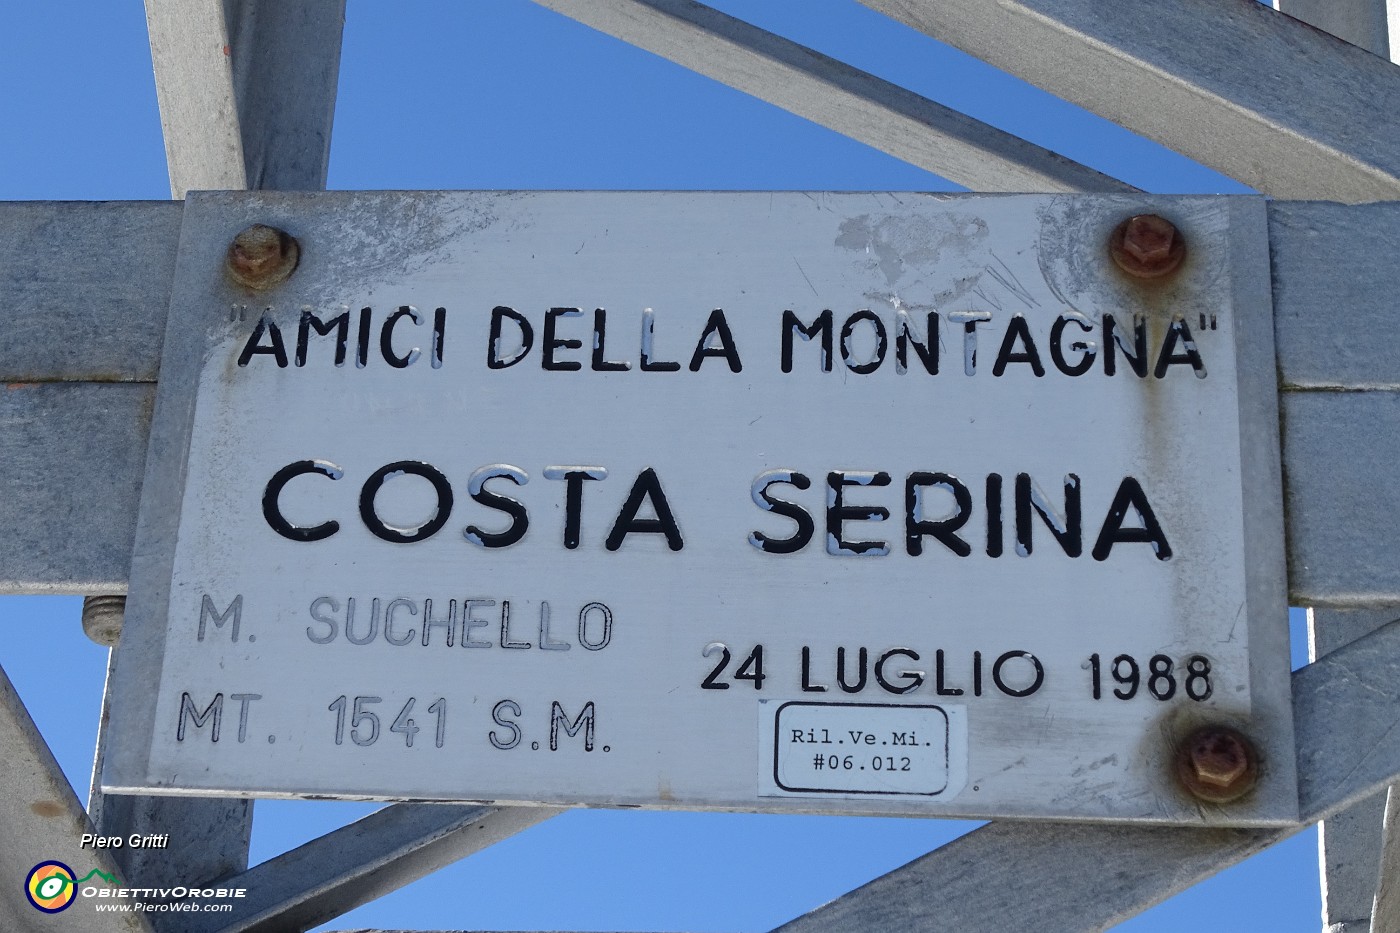 "AMICI DELLA MONTAGNA"
COSTA SERINA
M. SUCHELLO
MT. 1541 S.M.
24 LUGLIO 1988
Ril.Ve.Mi.
#06.012
Piero Gritti
OBIETTIVOROBIE
www.PieroWeb.com